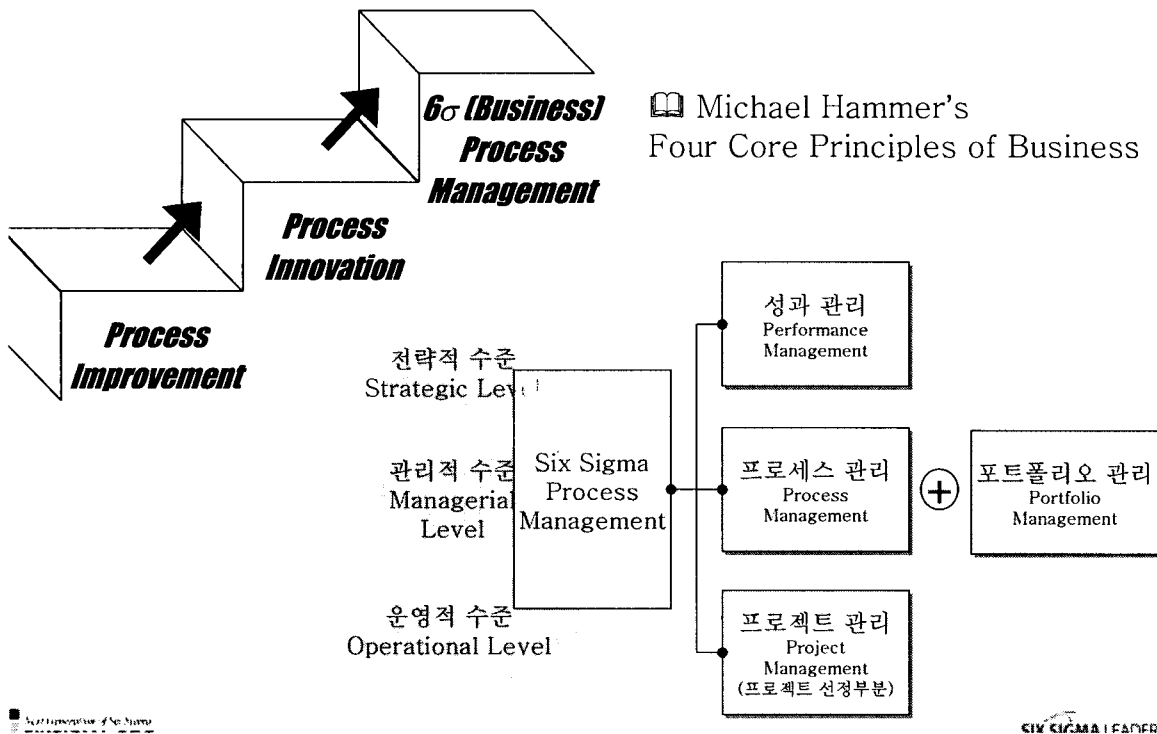 6σ (Business)
Process
Management
Process
Innovation
Process
Improvement
Michael Hammer's
Four Core Principles of Business
전략적 수준
Strategic Level
관리적 수준
Managerial
Level
운영적 수준
Operational Level
Six Sigma
Process
Management
성과 관리
Performance
Management
프로세스 관리
Process
Management
+
포트폴리오 관리
Portfolio
Management
프로젝트 관리
Project
Management
(프로젝트 선정부분)
SIX SIGMA LEADER